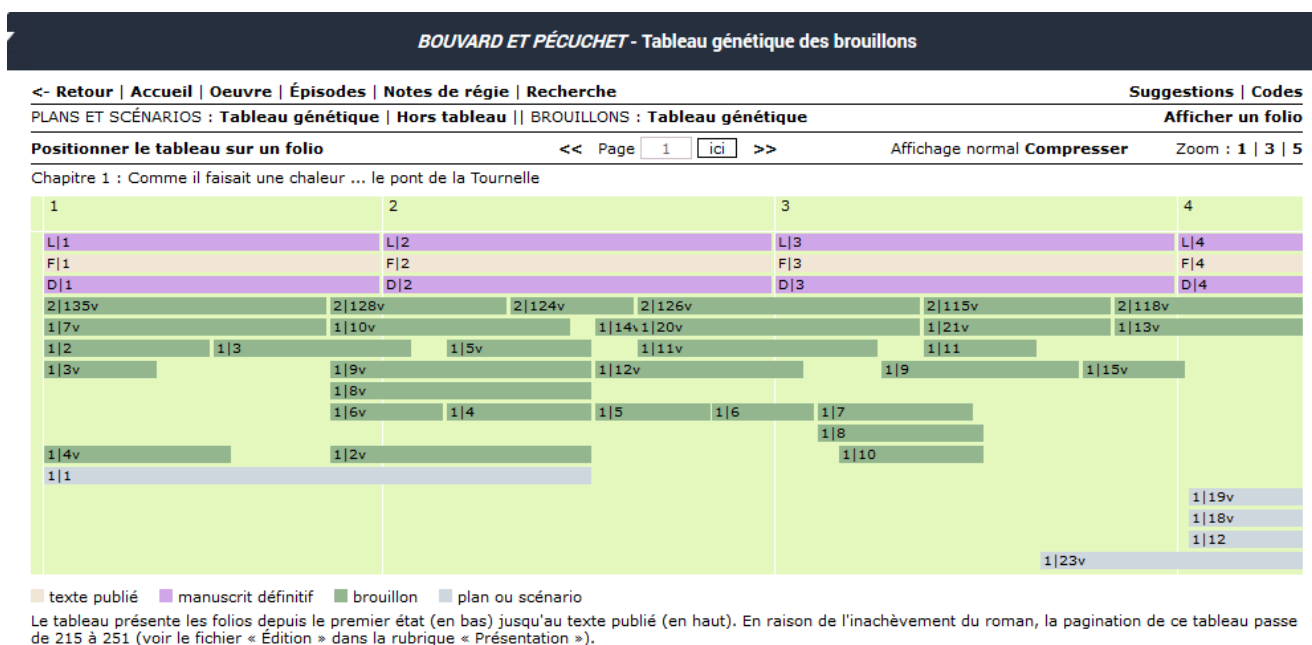 BOUVARD ET PÉCUCHET - Tableau génétique des brouillons
<- Retour | Accueil | Oeuvre | Épisodes | Notes de régie | Recherche Suggestions | Codes
PLANS ET SCÉNARIOS : Tableau génétique | Hors tableau || BROUILLONS : Tableau génétique Afficher un folio
Positionner le tableau sur un folio << Page 1 ici >> Affichage normal Compresser Zoom : 1 | 3 | 5
Chapitre 1 : Comme il faisait une chaleur ... le pont de la Tournelle
1 2 3 4
L|1 L|2 L|3 L|4
F|1 F|2 F|3 F|4
D|1 D|2 D|3 D|4
2|135v 2|128v 2|124v 2|126v 2|115v 2|118v
1|7v 1|10v 1|14v 1|20v 1|21v 1|13v
1|2 1|3 1|5v 1|11v 1|11
1|3v 1|9v 1|12v 1|9 1|15v
1|8v
1|6v 1|4 1|5 1|6 1|7
1|8
1|4v 1|2v 1|10
1|1
1|19v
1|18v
1|12
1|23v
texte publié manuscrit définitif brouillon plan ou scénario
Le tableau présente les folios depuis le premier état (en bas) jusqu'au texte publié (en haut). En raison de l'inachèvement du roman, la pagination de ce tableau passe
de 215 à 251 (voir le fichier « Édition » dans la rubrique « Présentation »).